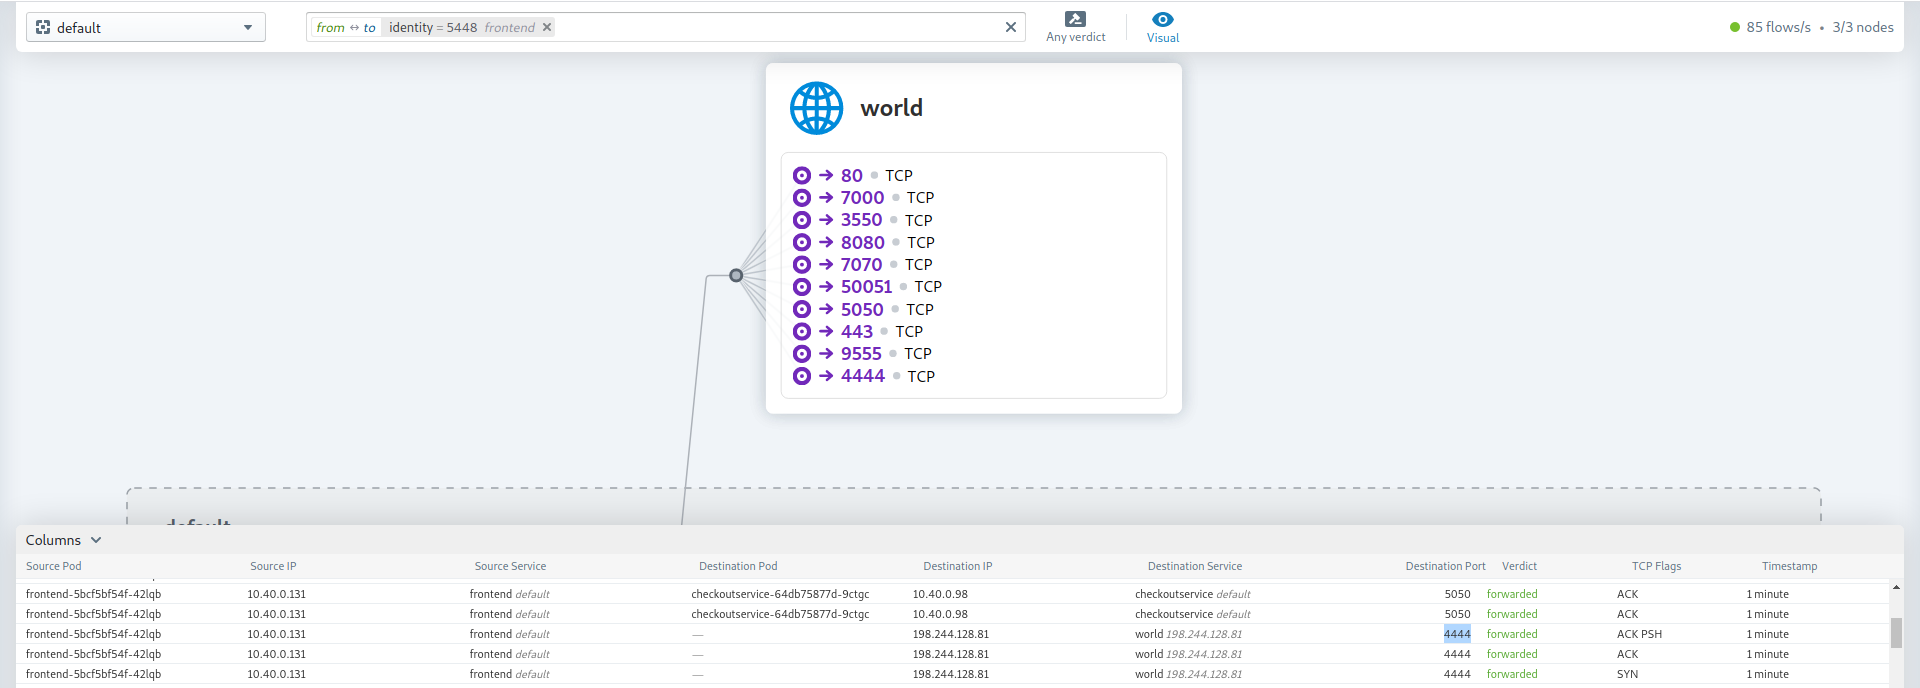 default
from ↔ to identity = 5448 frontend
Any verdict
Visual
85 flows/s • 3/3 nodes
world
→ 80 • TCP
→ 7000 • TCP
→ 3550 • TCP
→ 8080 • TCP
→ 7070 • TCP
→ 50051 • TCP
→ 5050 • TCP
→ 443 • TCP
→ 9555 • TCP
→ 4444 • TCP
default
Columns
Source Pod Source IP Source Service Destination Pod Destination IP Destination Service Destination Port Verdict TCP Flags Timestamp
frontend-5bcf5bf54f-42lqb 10.40.0.131 frontend default checkoutservice-64db75877d-9ctgc 10.40.0.98 checkoutservice default 5050 forwarded ACK 1 minute
frontend-5bcf5bf54f-42lqb 10.40.0.131 frontend default checkoutservice-64db75877d-9ctgc 10.40.0.98 checkoutservice default 5050 forwarded ACK 1 minute
frontend-5bcf5bf54f-42lqb 10.40.0.131 frontend default — 198.244.128.81 world 198.244.128.81 4444 forwarded ACK PSH 1 minute
frontend-5bcf5bf54f-42lqb 10.40.0.131 frontend default — 198.244.128.81 world 198.244.128.81 4444 forwarded ACK 1 minute
frontend-5bcf5bf54f-42lqb 10.40.0.131 frontend default — 198.244.128.81 world 198.244.128.81 4444 forwarded SYN 1 minute